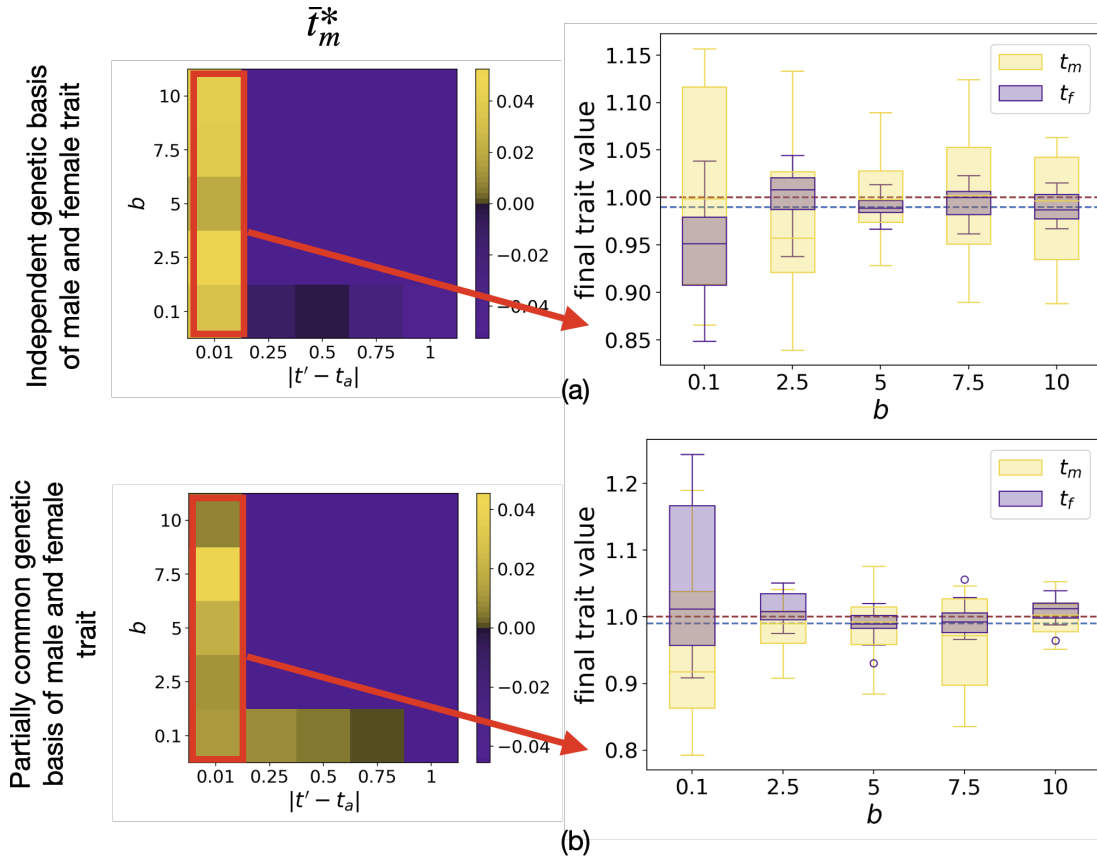 t̄*ₘ
Independent genetic basis
of male and female trait
10
7.5
5
2.5
0.1
b
0.01 0.25 0.5 0.75 1
|t′ − tₐ|
0.04
0.02
0.00
−0.02
−0.04
1.15
1.10
1.05
1.00
0.95
0.90
0.85
final trait value
tₘ
t_f
0.1 2.5 5 7.5 10
b
(a)
Partially common genetic
basis of male and female
trait
10
7.5
5
2.5
0.1
b
0.01 0.25 0.5 0.75 1
|t′ − tₐ|
0.04
0.02
0.00
−0.02
−0.04
1.2
1.1
1.0
0.9
0.8
final trait value
tₘ
t_f
0.1 2.5 5 7.5 10
b
(b)